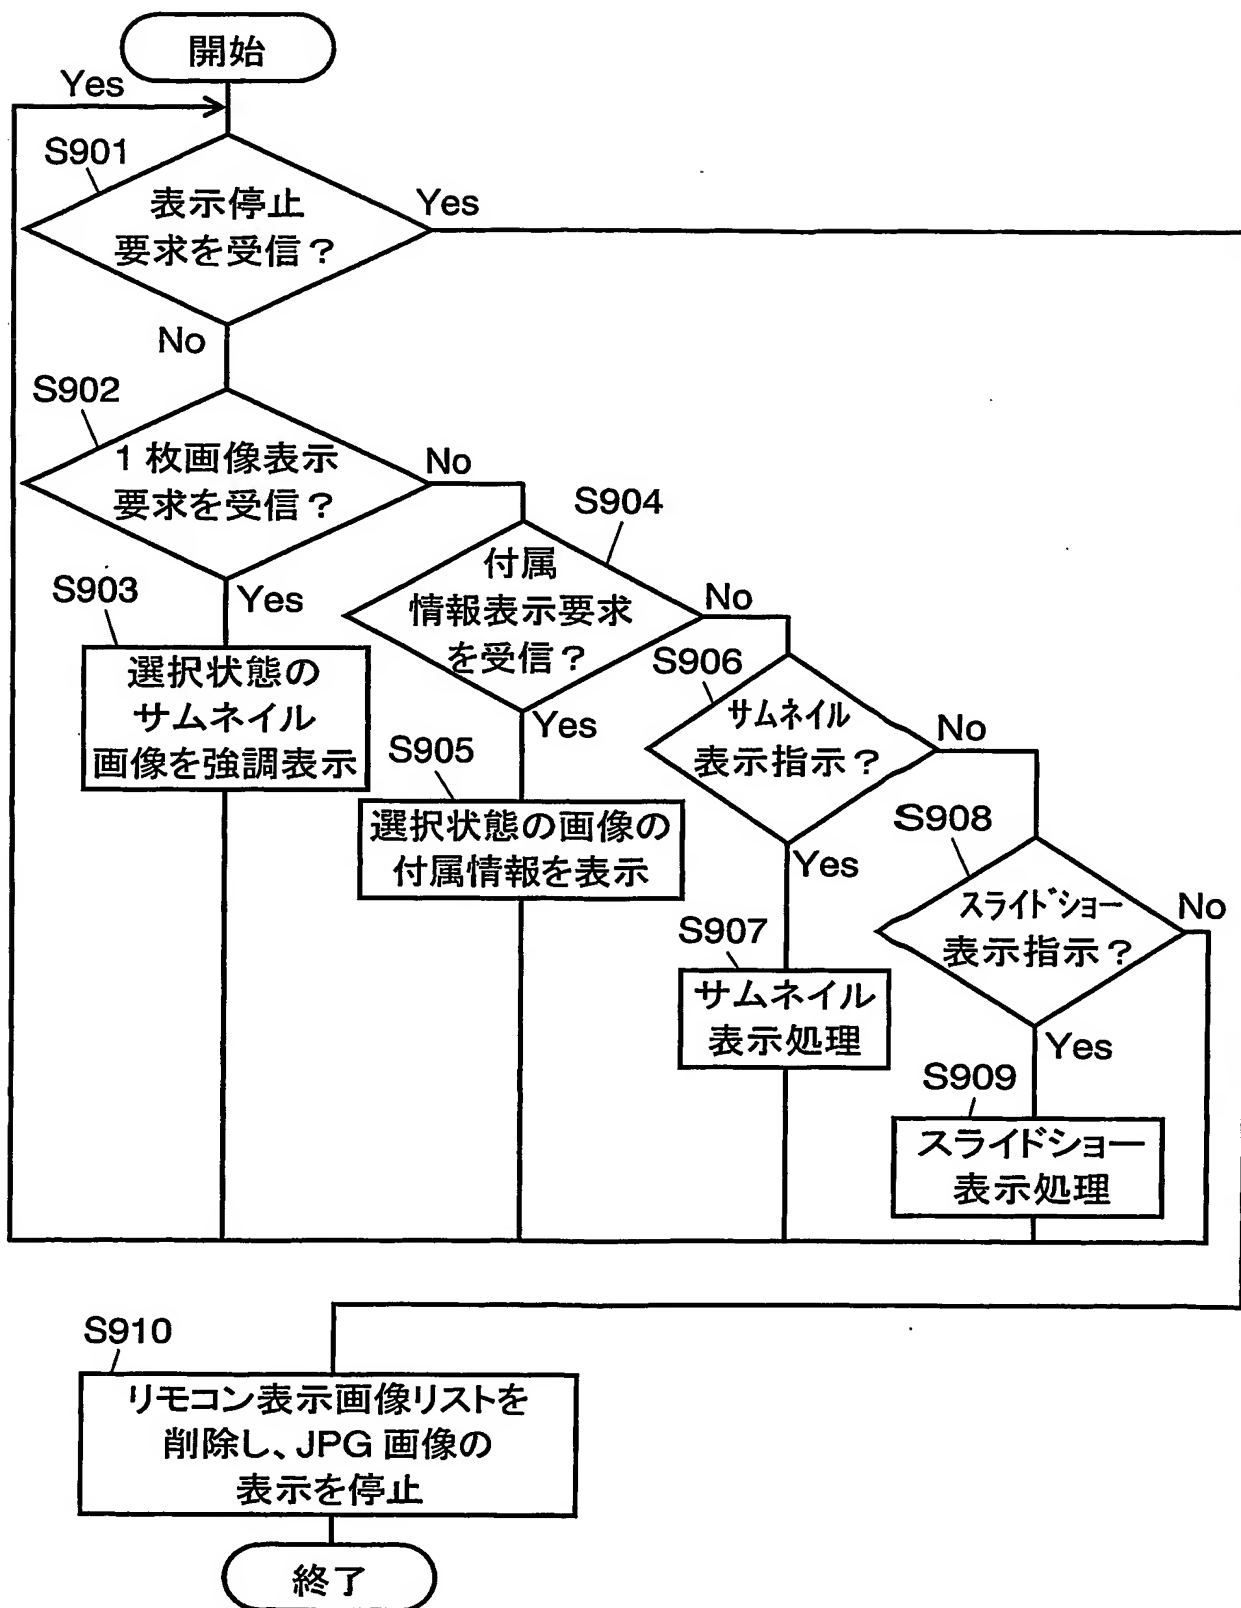 開始
Yes
S901
表示停止
要求を受信?
Yes
No
S902
1枚画像表示
要求を受信?
No
S904
付属
情報表示要求
を受信?
No
S903
Yes
選択状態の
サムネイル
画像を強調表示
S906
サムネイル
表示指示?
No
Yes
S905
選択状態の画像の
付属情報を表示
S908
スライドショー
表示指示?
No
Yes
S907
サムネイル
表示処理
Yes
S909
スライドショー
表示処理
S910
リモコン表示画像リストを
削除し、JPG 画像の
表示を停止
終了